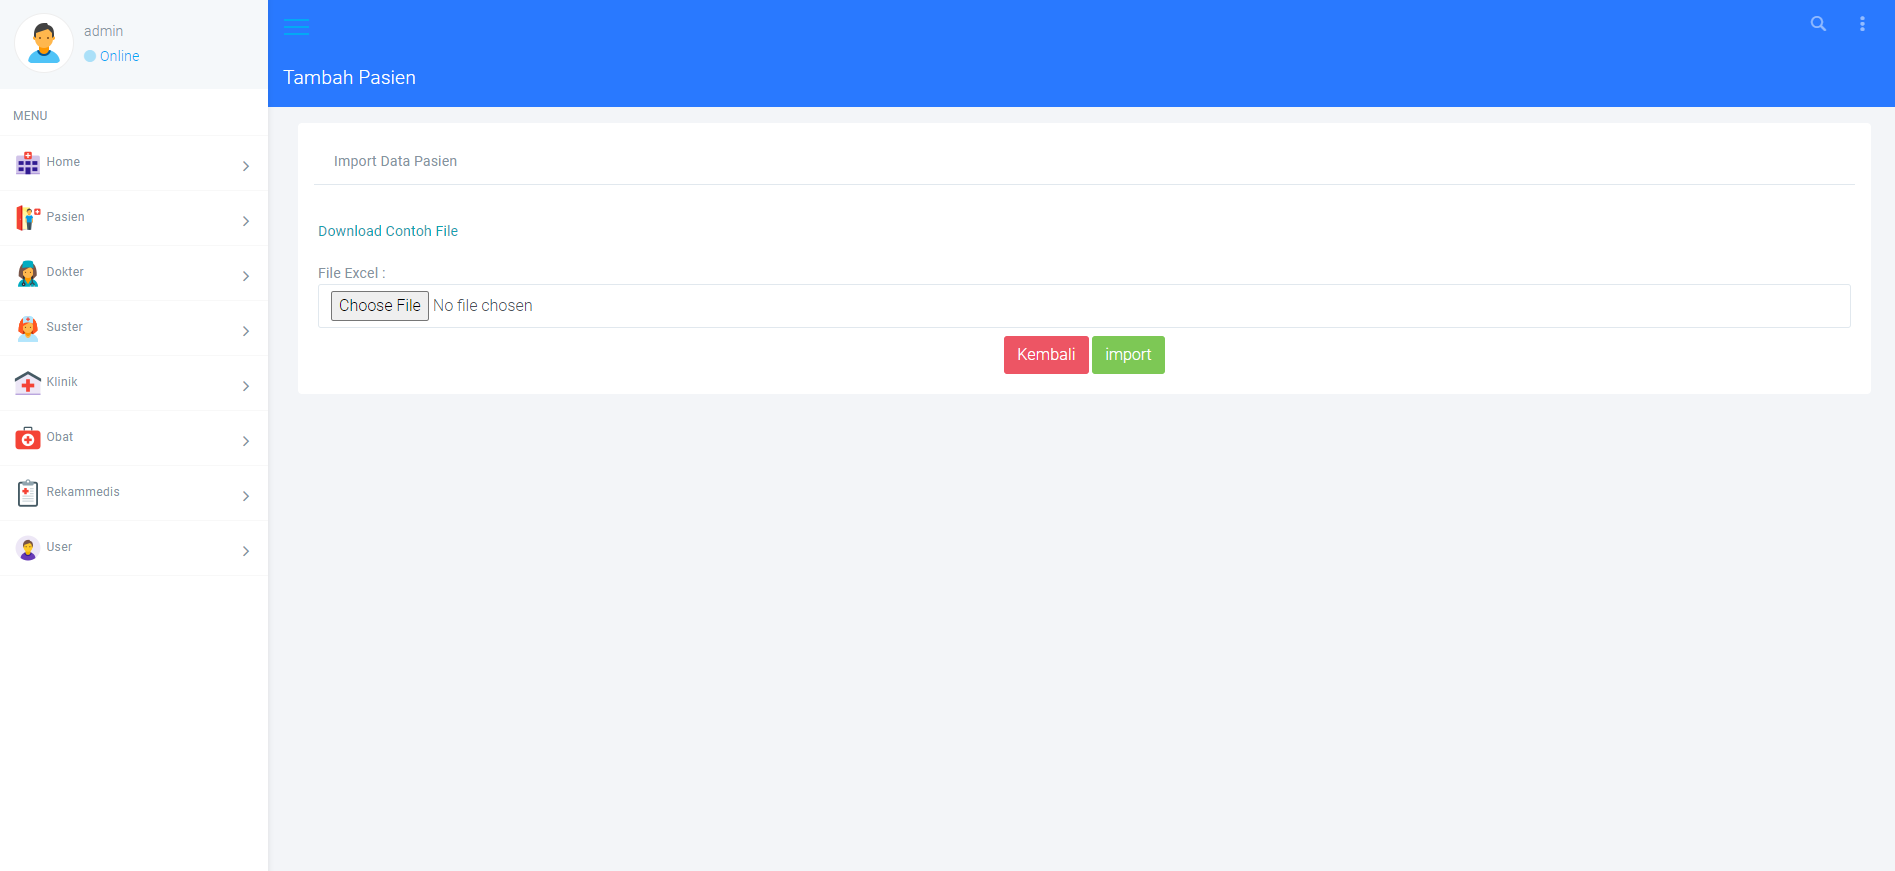 admin
Online
MENU
Home
Pasien
Dokter
Suster
Klinik
Obat
Rekammedis
User
Tambah Pasien
Import Data Pasien
Download Contoh File
File Excel :
Choose File No file chosen
Kembali import